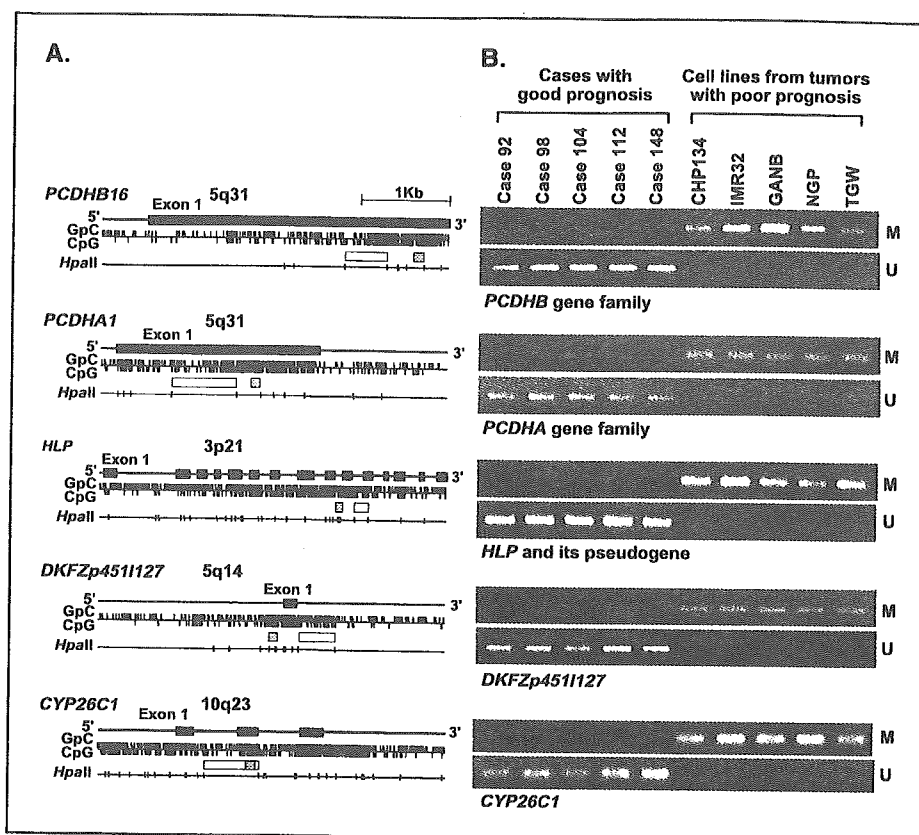 A.
PCDHB16 5q31
1Kb
Exon 1
5' 3'
GpC
CpG
HpaII
PCDHA1 5q31
Exon 1
5' 3'
GpC
CpG
HpaII
HLP 3p21
5' Exon 1 3'
GpC
CpG
HpaII
DKFZp451I127 5q14
Exon 1
5' 3'
GpC
CpG
HpaII
CYP26C1 10q23
5' Exon 1 3'
GpC
CpG
HpaII
B.
Cases with
good prognosis
Cell lines from tumors
with poor prognosis
Case 92
Case 98
Case 104
Case 112
Case 148
CHP134
IMR32
GANB
NGP
TGW
M
U
PCDHB gene family
M
U
PCDHA gene family
M
U
HLP and its pseudogene
M
U
DKFZp451I127
M
U
CYP26C1